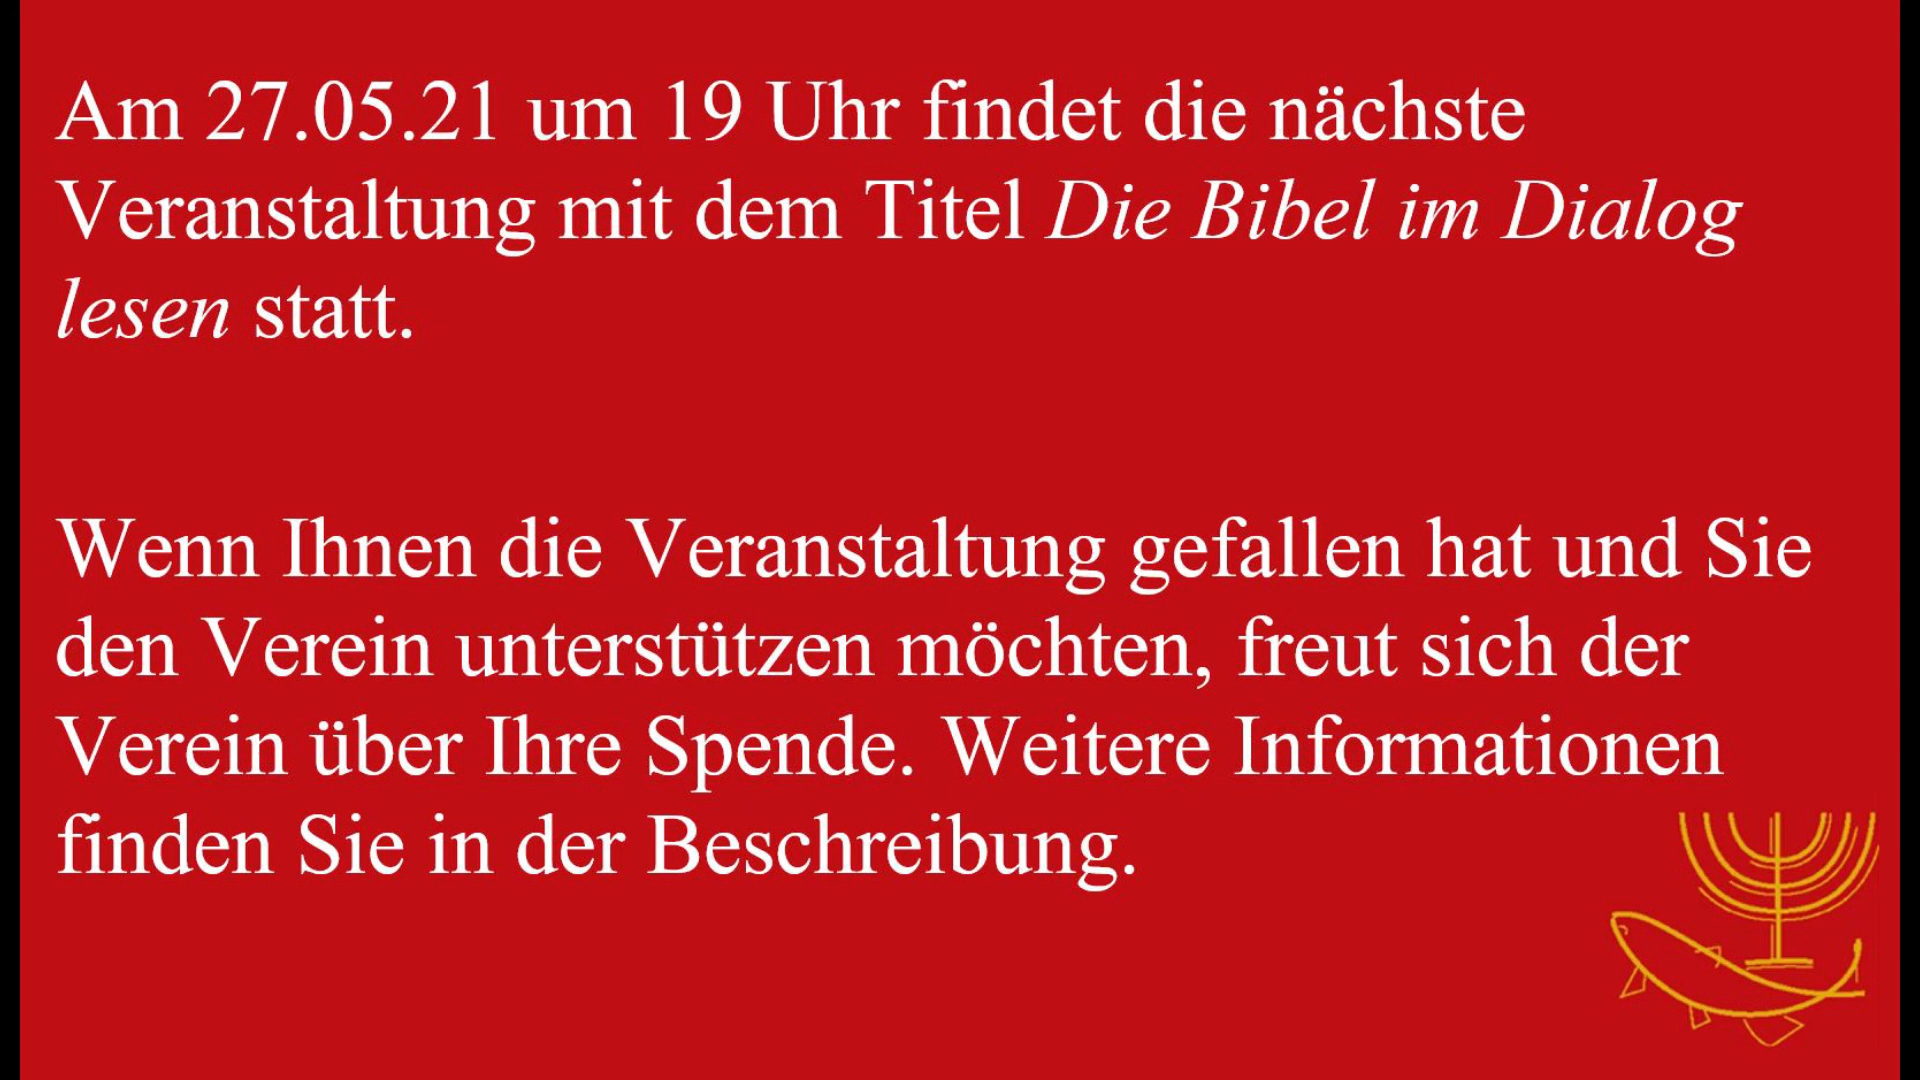 Am 27.05.21 um 19 Uhr findet die nächste
Veranstaltung mit dem Titel Die Bibel im Dialog
lesen statt.
Wenn Ihnen die Veranstaltung gefallen hat und Sie
den Verein unterstützen möchten, freut sich der
Verein über Ihre Spende. Weitere Informationen
finden Sie in der Beschreibung.